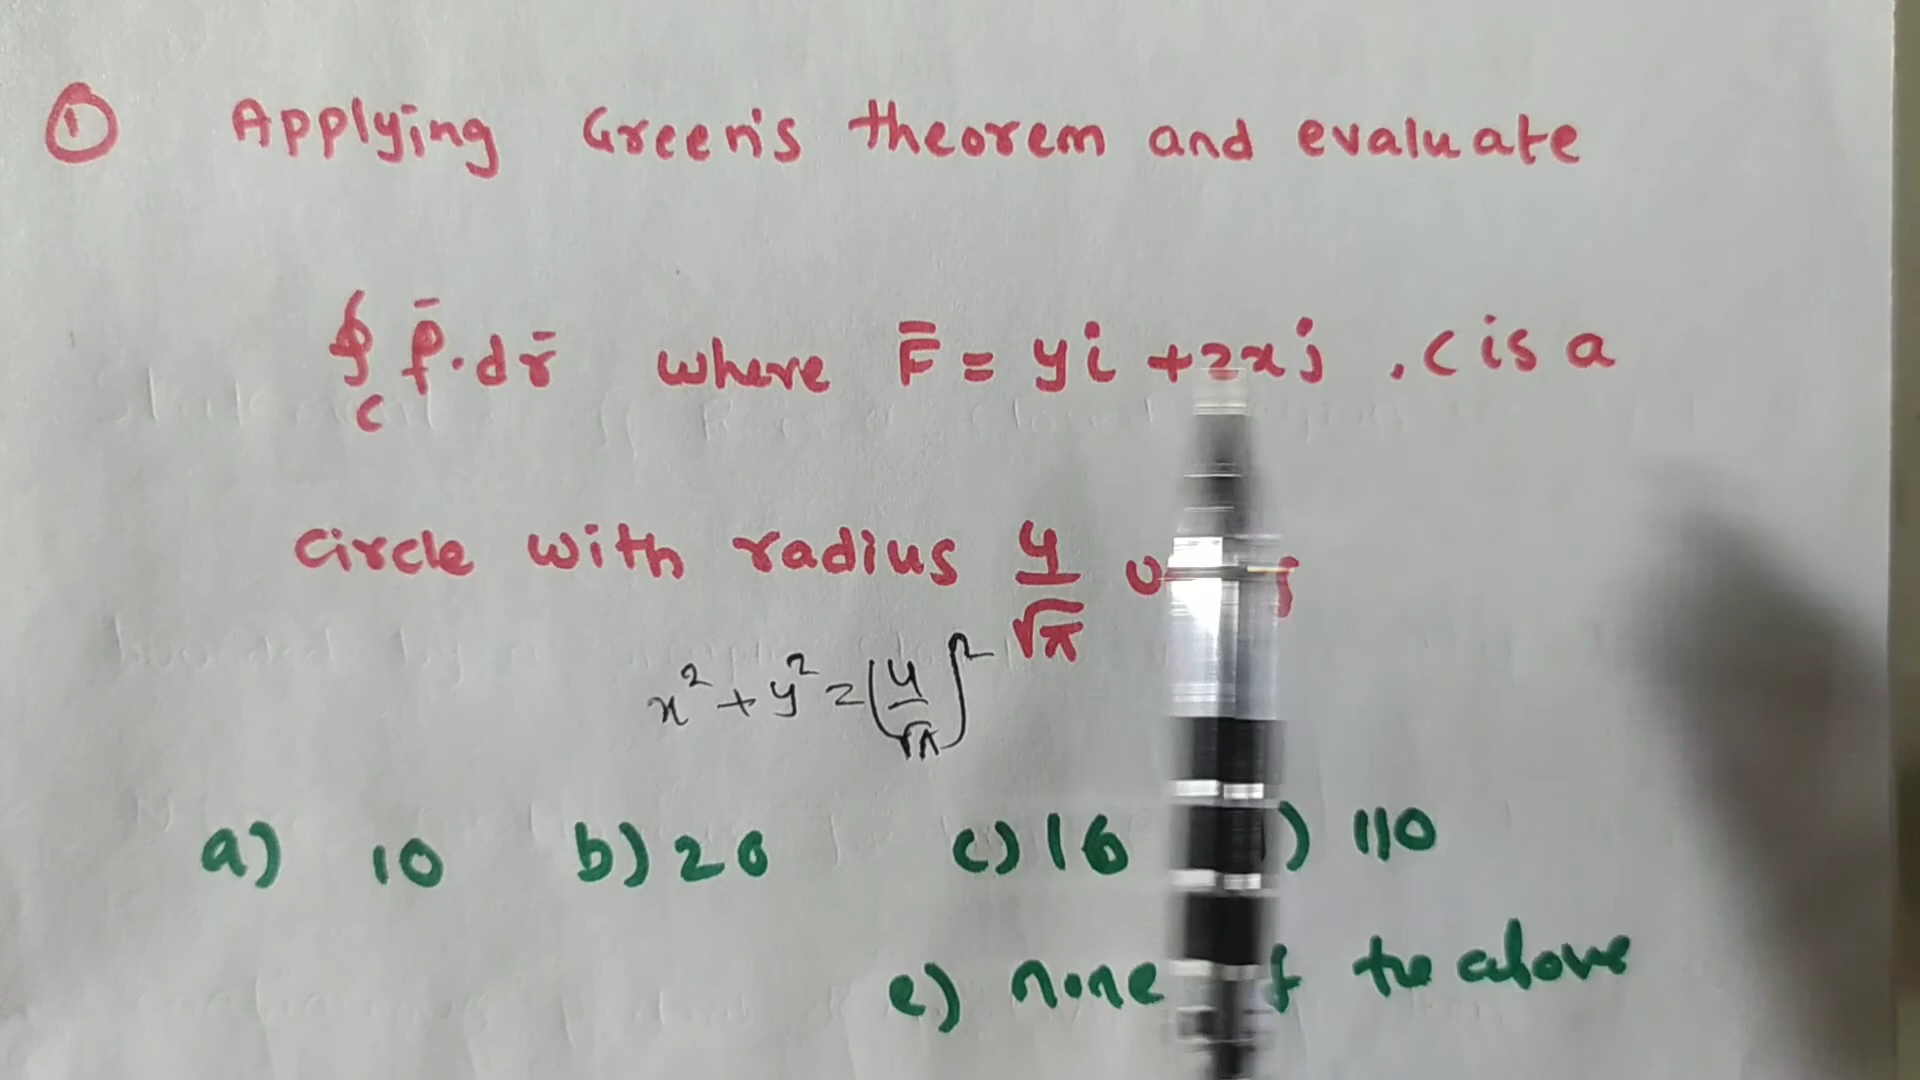 ① Applying Green's theorem and evaluate
∮_C f̄·dr̄ where F̄ = yi +2xj . C is a
circle with radius 4/√π
x² + y² = (4/√π)²
a) 10 b) 20 c) 16 ) 110
e) none f the above